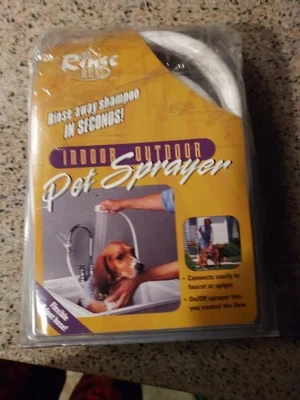 Rinse
Rinse away shampoo
IN SECONDS!
INDOOR OUTDOOR
Pet Sprayer
• Connects easily to
faucet or spigot
• On/Off sprayer lets
you control the flow
Flexible